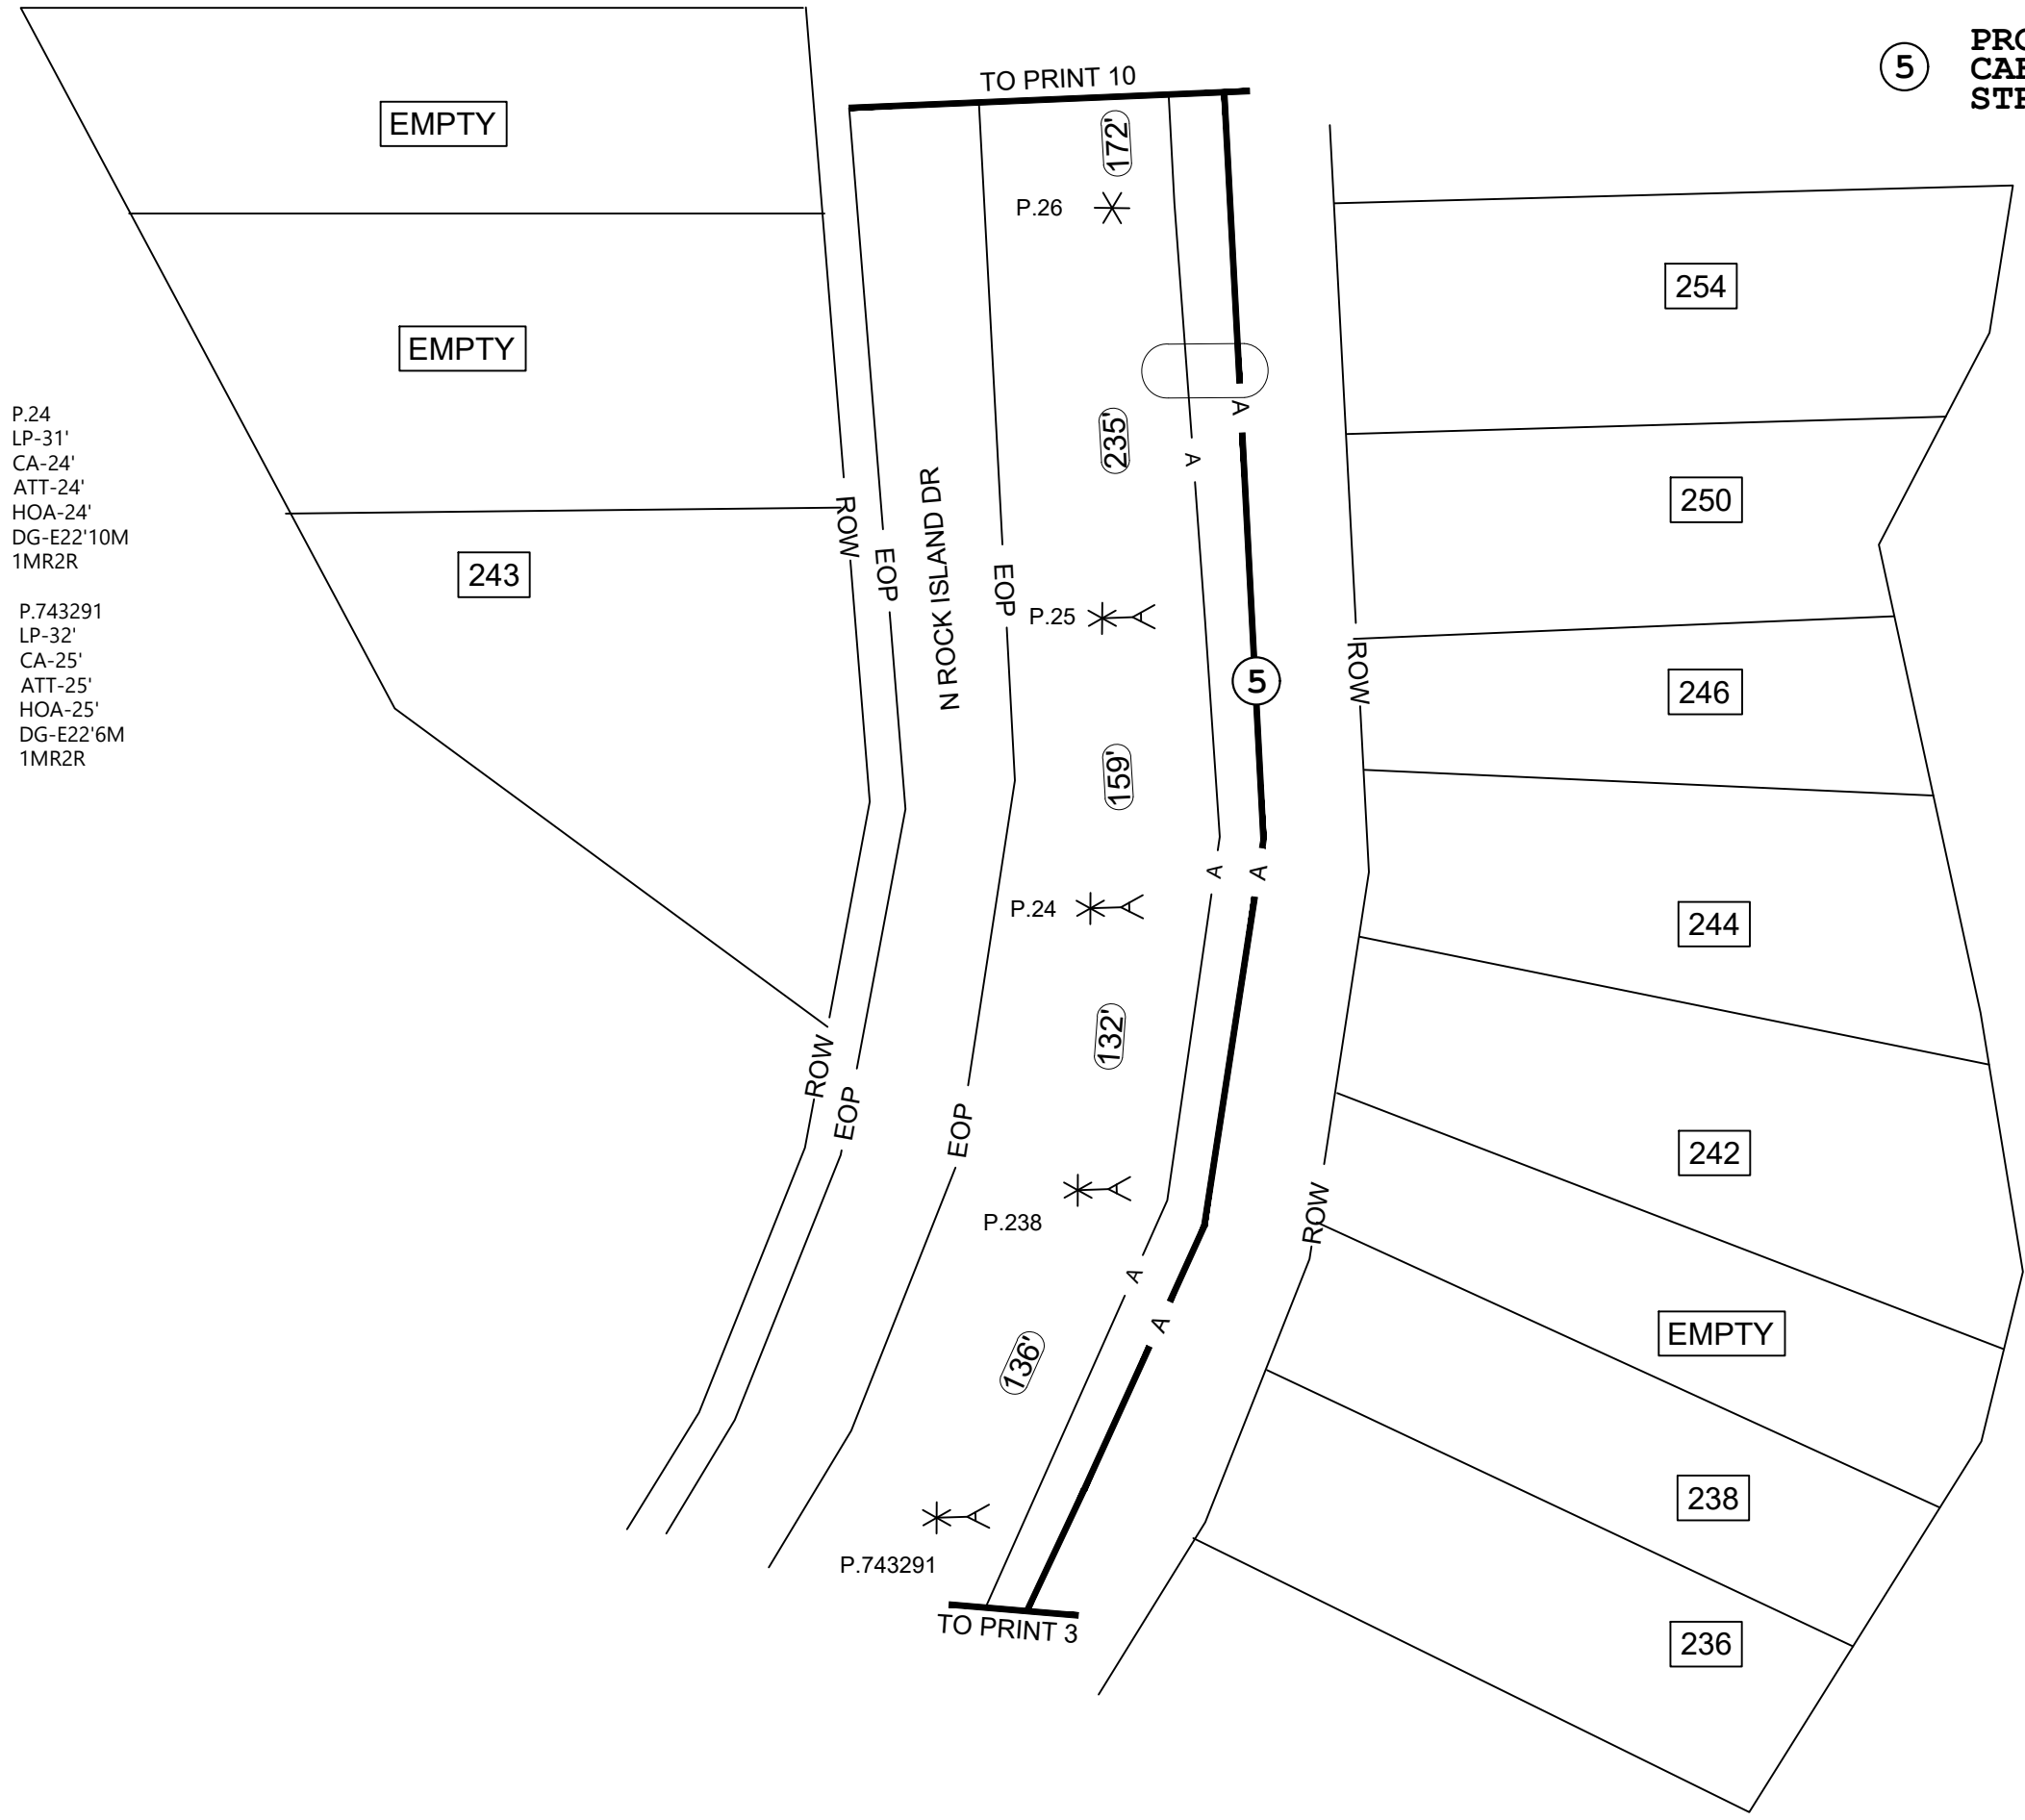 TO PRINT 10
5
172'
EMPTY
P.26
254
EMPTY
P.24
LP-31'
CA-24'
ATT-24'
HOA-24'
DG-E22'10M
1MR2R
A
235'
A
250
ROW
EOP
N ROCK ISLAND DR
EOP
243
P.25
P.743291
LP-32'
CA-25'
ATT-25'
HOA-25'
DG-E22'6M
1MR2R
5
ROW
246
159'
A
A
P.24
244
132'
ROW
EOP
EOP
242
P.238
ROW
A
A
EMPTY
136'
238
P.743291
TO PRINT 3
236